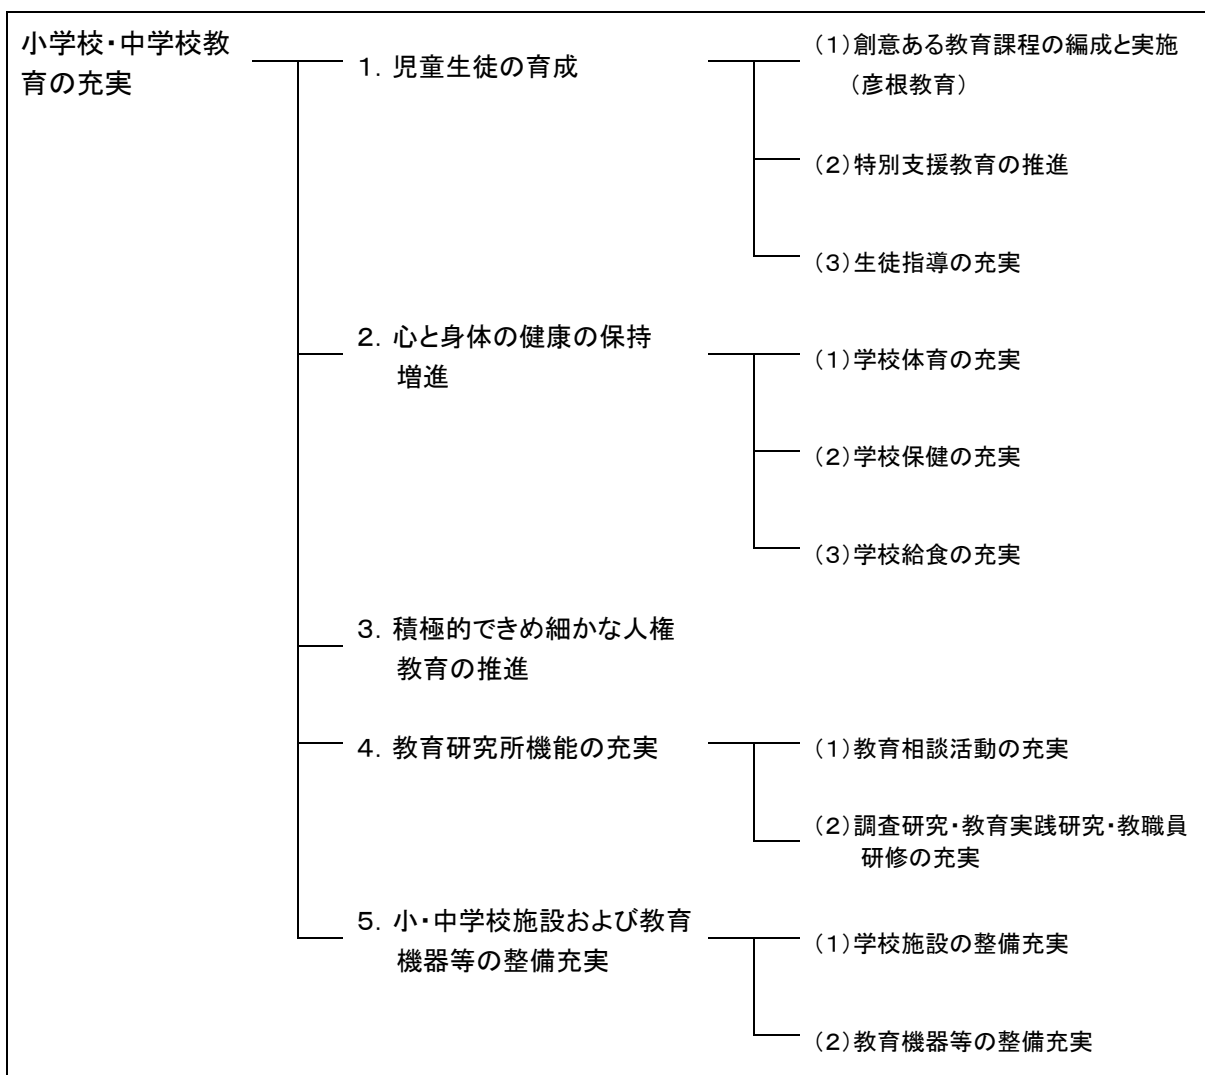 小学校・中学校教
育の充実
1．児童生徒の育成
（1）創意ある教育課程の編成と実施
（彦根教育）
（2）特別支援教育の推進
（3）生徒指導の充実
2．心と身体の健康の保持
増進
（1）学校体育の充実
（2）学校保健の充実
（3）学校給食の充実
3．積極的できめ細かな人権
教育の推進
4．教育研究所機能の充実
（1）教育相談活動の充実
（2）調査研究・教育実践研究・教職員
研修の充実
5．小・中学校施設および教育
機器等の整備充実
（1）学校施設の整備充実
（2）教育機器等の整備充実